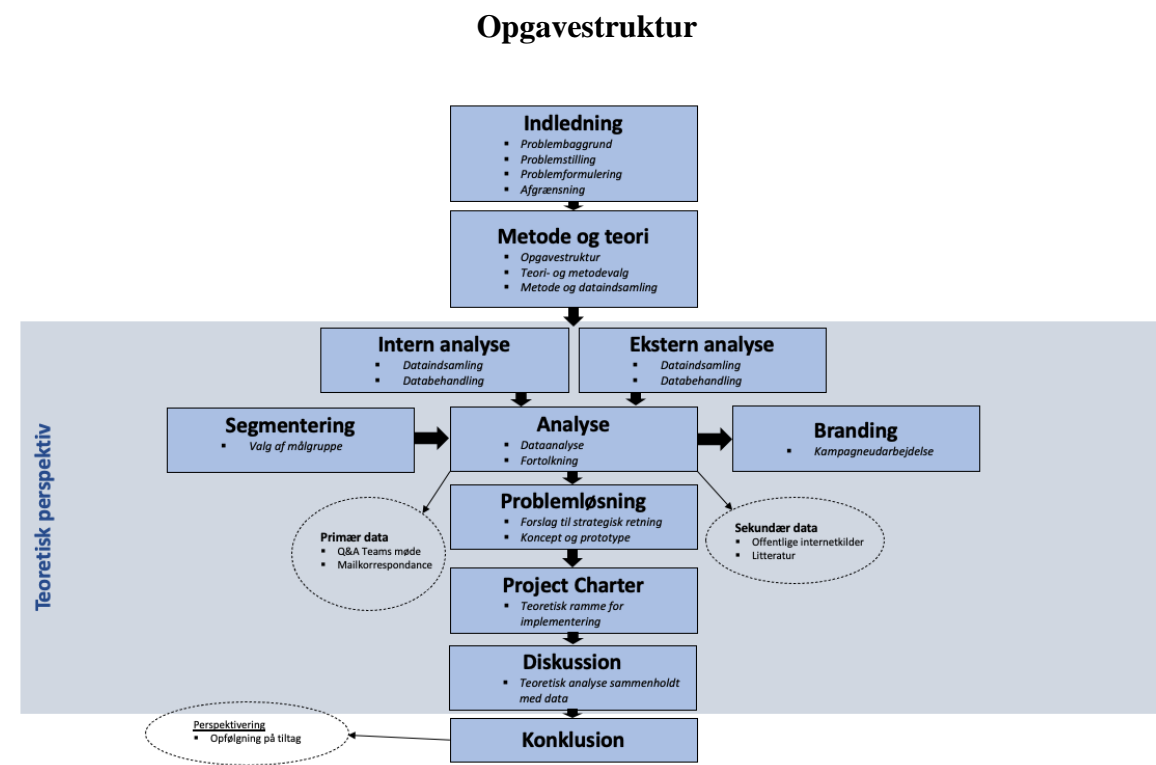 Opgavestruktur
Indledning
▪ Problembaggrund
▪ Problemstilling
▪ Problemformulering
▪ Afgrænsning
Metode og teori
▪ Opgavestruktur
▪ Teori- og metodevalg
▪ Metode og dataindsamling
Teoretisk perspektiv
Intern analyse
▪ Dataindsamling
▪ Databehandling
Ekstern analyse
▪ Dataindsamling
▪ Databehandling
Segmentering
▪ Valg af målgruppe
Analyse
▪ Dataanalyse
▪ Fortolkning
Branding
▪ Kampagneudarbejdelse
Primær data
▪ Q&A Teams møde
▪ Mailkorrespondance
Problemløsning
▪ Forslag til strategisk retning
▪ Koncept og prototype
Sekundær data
▪ Offentlige internetkilder
▪ Litteratur
Project Charter
▪ Teoretisk ramme for
implementering
Diskussion
▪ Teoretisk analyse sammenholdt
med data
Perspektivering
▪ Opfølgning på tiltag
Konklusion